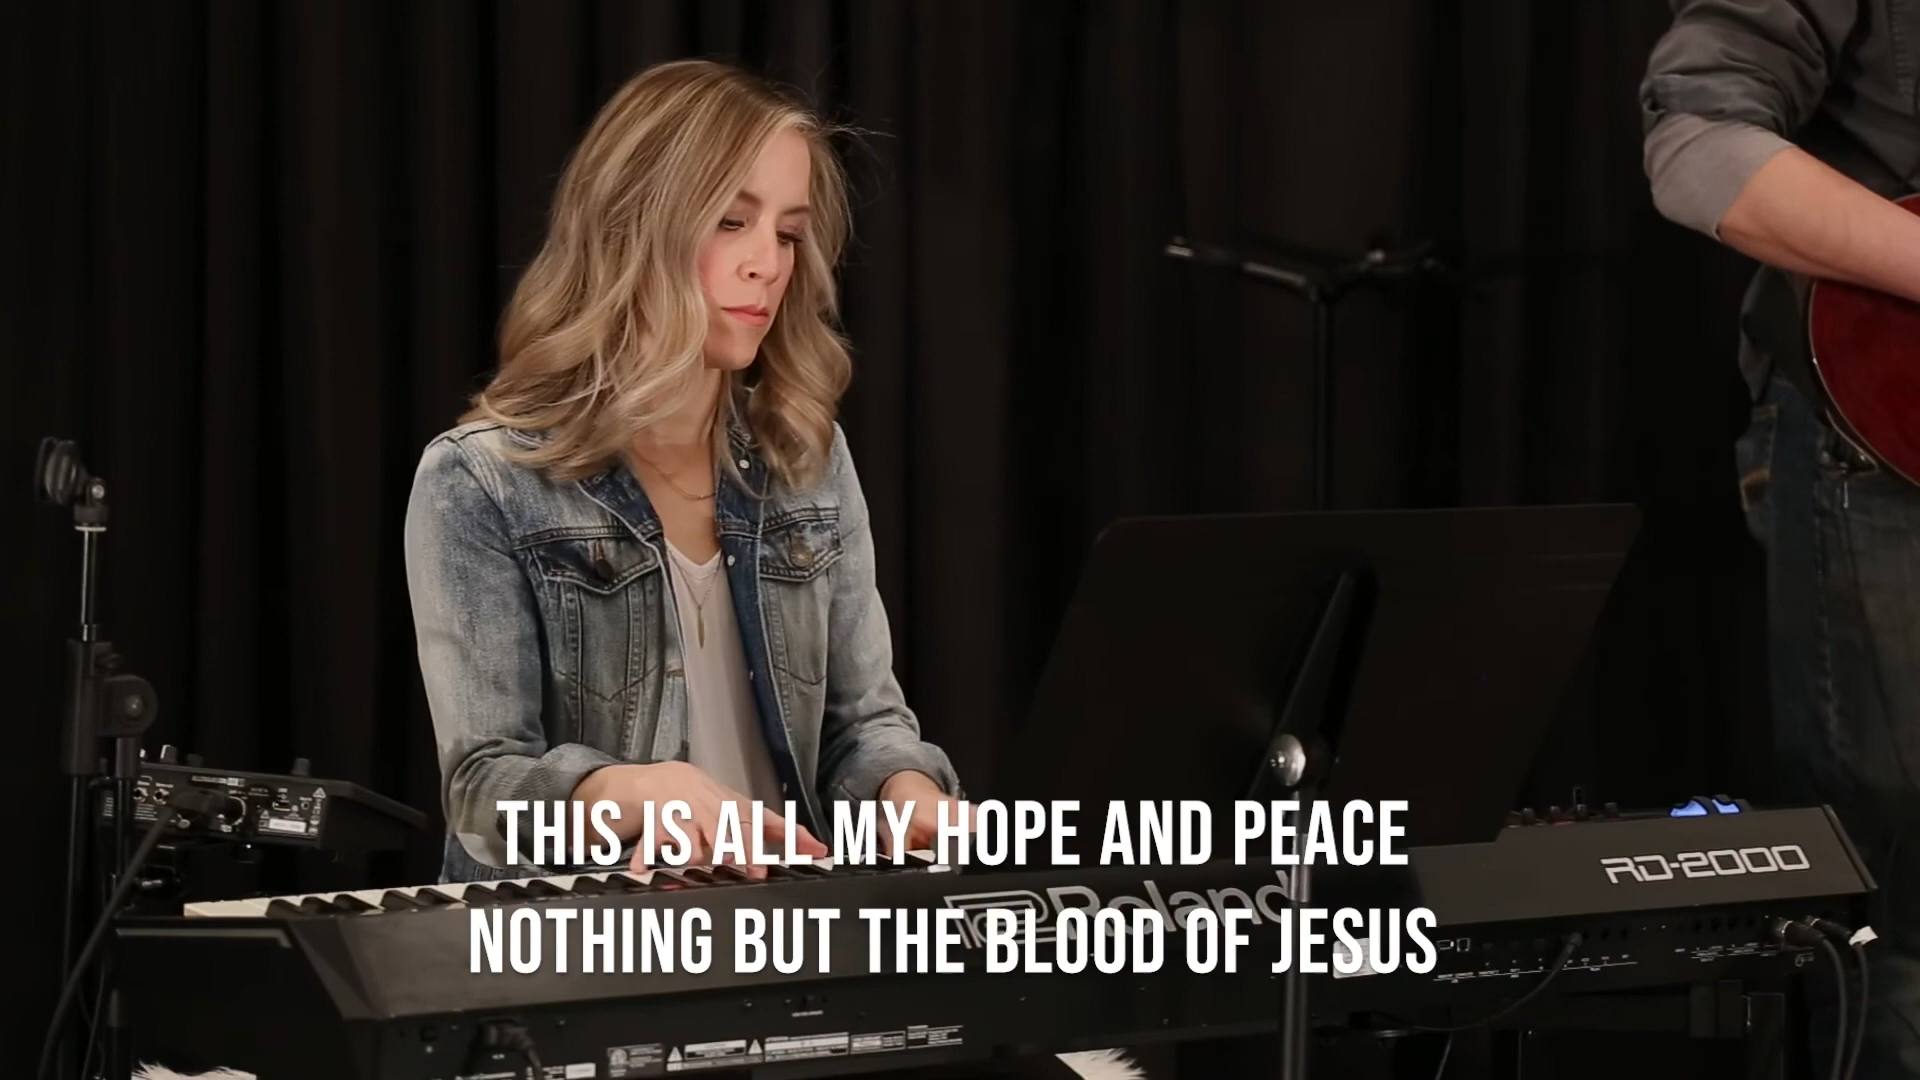 THIS IS ALL MY HOPE AND PEACE
NOTHING BUT THE BLOOD OF JESUS
Roland
RD-2000